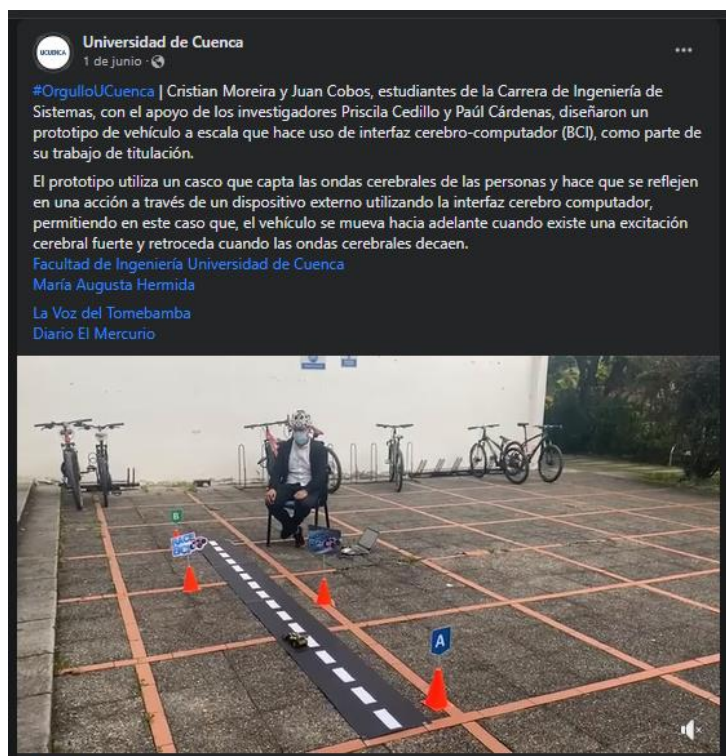 UCUENCA
Universidad de Cuenca
1 de junio ·
#OrgulloUCuenca | Cristian Moreira y Juan Cobos, estudiantes de la Carrera de Ingeniería de
Sistemas, con el apoyo de los investigadores Priscila Cedillo y Paúl Cárdenas, diseñaron un
prototipo de vehículo a escala que hace uso de interfaz cerebro-computador (BCI), como parte de
su trabajo de titulación.
El prototipo utiliza un casco que capta las ondas cerebrales de las personas y hace que se reflejen
en una acción a través de un dispositivo externo utilizando la interfaz cerebro computador,
permitiendo en este caso que, el vehículo se mueva hacia adelante cuando existe una excitación
cerebral fuerte y retroceda cuando las ondas cerebrales decaen.
Facultad de Ingeniería Universidad de Cuenca
María Augusta Hermida
La Voz del Tomebamba
Diario El Mercurio
B
RACE
BCI
A